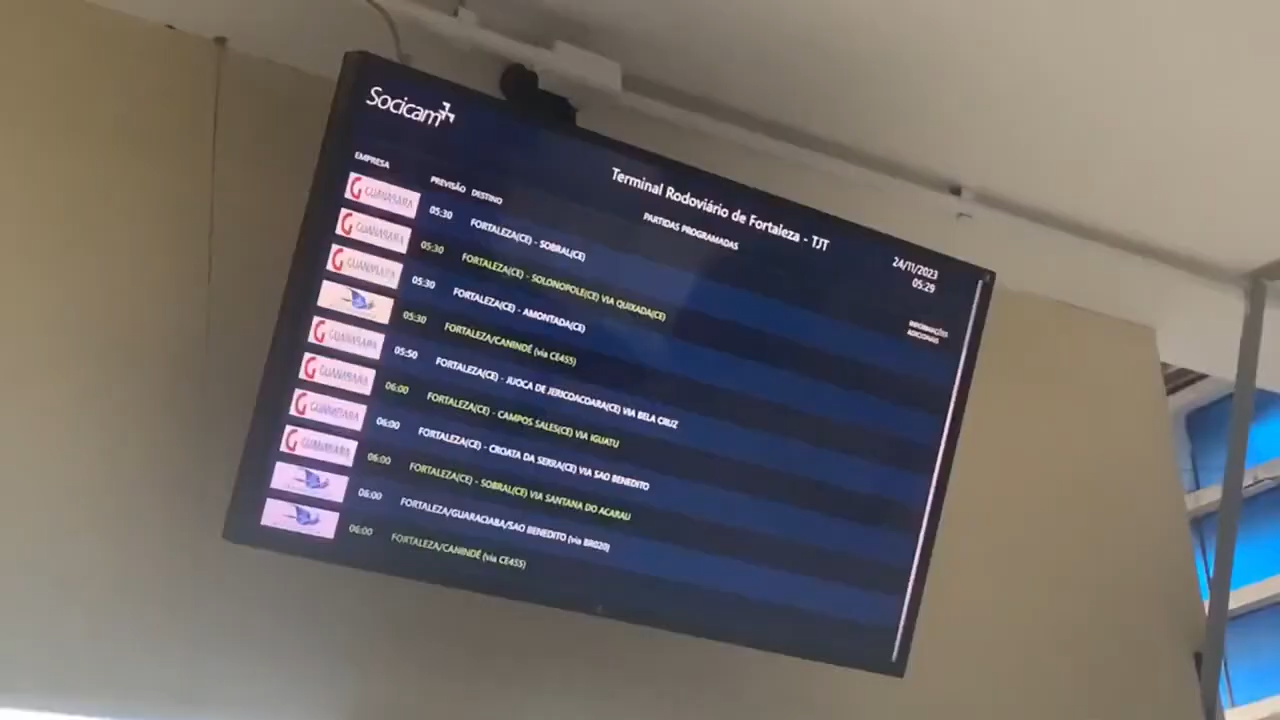 Socicam
Terminal Rodoviário de Fortaleza - TJT
PARTIDAS PROGRAMADAS
24/11/2023
05:29
EMPRESA PREVISÃO DESTINO INFORMAÇÕES ADICIONAIS
GUANABARA 05:30 FORTALEZA(CE) - SOBRAL(CE)
GUANABARA 05:30 FORTALEZA(CE) - SOLONOPOLE(CE) VIA QUIXADA(CE)
GUANABARA 05:30 FORTALEZA(CE) - AMONTADA(CE)
05:30 FORTALEZA/CANINDÉ (via CE455)
GUANABARA 05:50 FORTALEZA(CE) - JIJOCA DE JERICOACOARA(CE) VIA BELA CRUZ
GUANABARA 06:00 FORTALEZA(CE) - CAMPOS SALES(CE) VIA IGUATU
GUANABARA 06:00 FORTALEZA(CE) - CROATA DA SERRA(CE) VIA SAO BENEDITO
GUANABARA 06:00 FORTALEZA(CE) - SOBRAL(CE) VIA SANTANA DO ACARAU
06:00 FORTALEZA/GUARACIABA/SAO BENEDITO (via BR020)
06:00 FORTALEZA/CANINDÉ (via CE455)